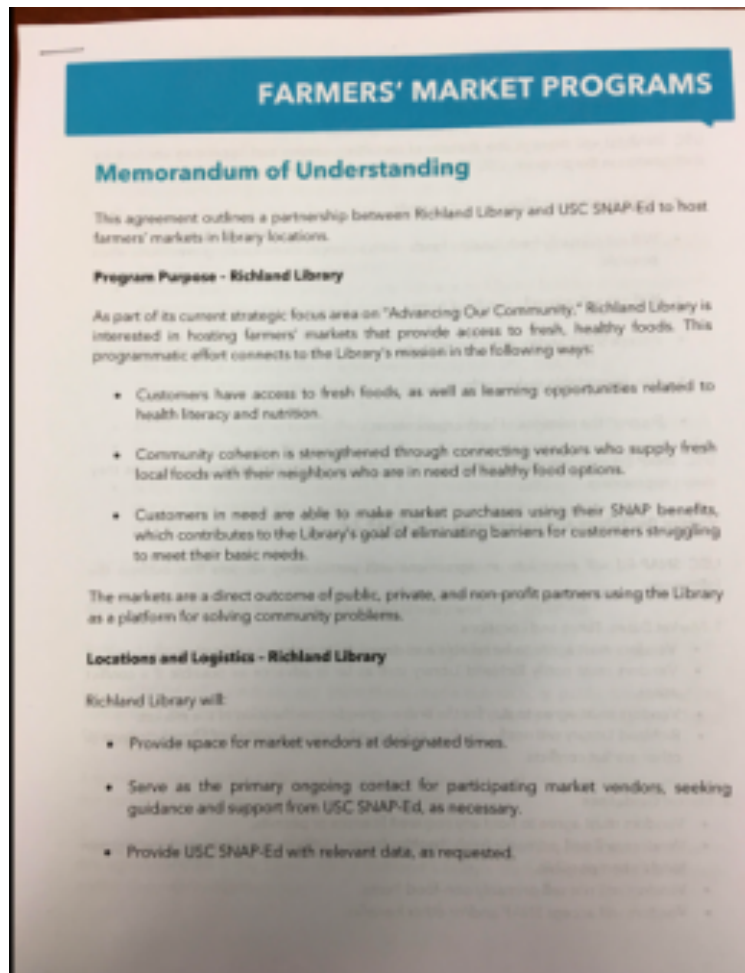 FARMERS' MARKET PROGRAMS
Memorandum of Understanding
This agreement outlines a partnership between Richland Library and USC SNAP-Ed to host
farmers' markets in library locations.
Program Purpose - Richland Library
As part of its current strategic focus area on "Advancing Our Community," Richland Library is
interested in hosting farmers' markets that provide access to fresh, healthy foods. This
programmatic effort connects to the Library's mission in the following ways:
• Customers have access to fresh foods, as well as learning opportunities related to
health literacy and nutrition.
• Community cohesion is strengthened through connecting vendors who supply fresh
local foods with their neighbors who are in need of healthy food options.
• Customers in need are able to make market purchases using their SNAP benefits,
which contributes to the Library's goal of eliminating barriers for customers struggling
to meet their basic needs.
The markets are a direct outcome of public, private, and non-profit partners using the Library
as a platform for solving community problems.
Locations and Logistics - Richland Library
Richland Library will:
• Provide space for market vendors at designated times.
• Serve as the primary ongoing contact for participating market vendors, seeking
guidance and support from USC SNAP-Ed, as necessary.
• Provide USC SNAP-Ed with relevant data, as requested.